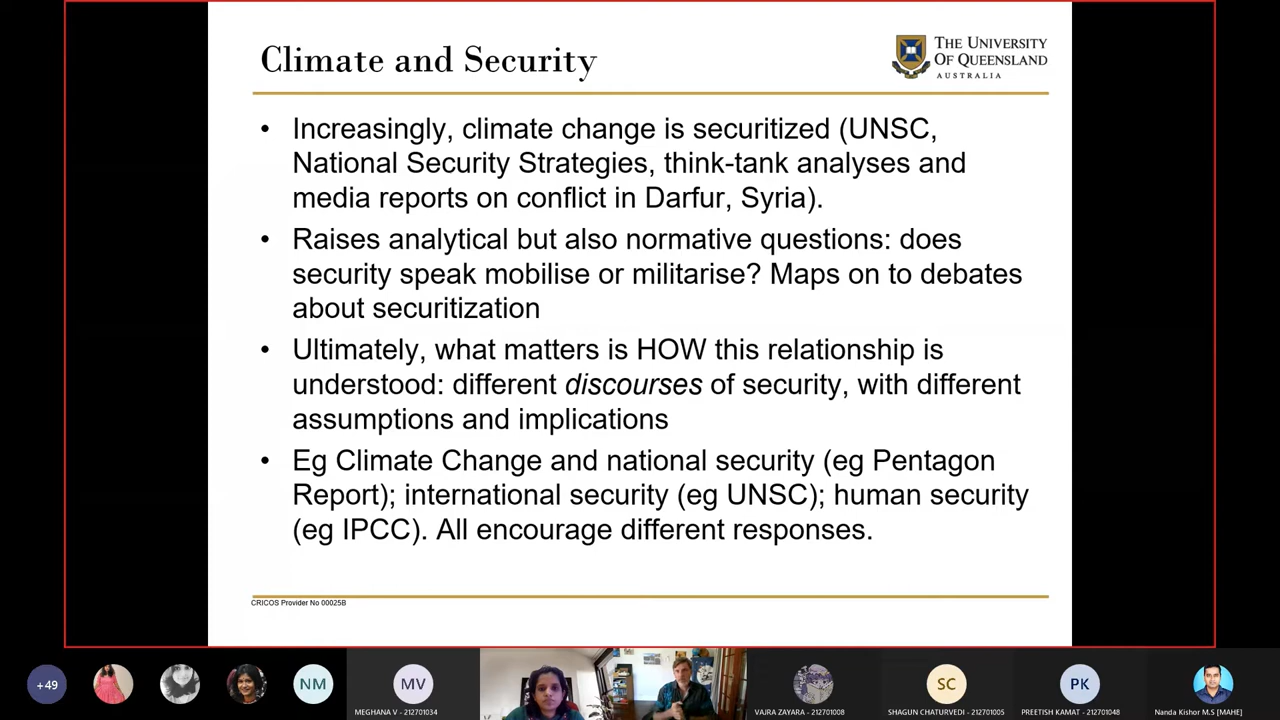 Climate and Security
THE UNIVERSITY
OF QUEENSLAND
AUSTRALIA
• Increasingly, climate change is securitized (UNSC,
National Security Strategies, think-tank analyses and
media reports on conflict in Darfur, Syria).
• Raises analytical but also normative questions: does
security speak mobilise or militarise? Maps on to debates
about securitization
• Ultimately, what matters is HOW this relationship is
understood: different discourses of security, with different
assumptions and implications
• Eg Climate Change and national security (eg Pentagon
Report); international security (eg UNSC); human security
(eg IPCC). All encourage different responses.
CRICOS Provider No 00025B
+49
NM
MV
SC
PK
MEGHANA V - 212701034
VAJRA ZAYARA - 212701008
SHAGUN CHATURVEDI - 212701005
PREETISH KAMAT - 212701048
Nanda Kishor M.S [MAHE]